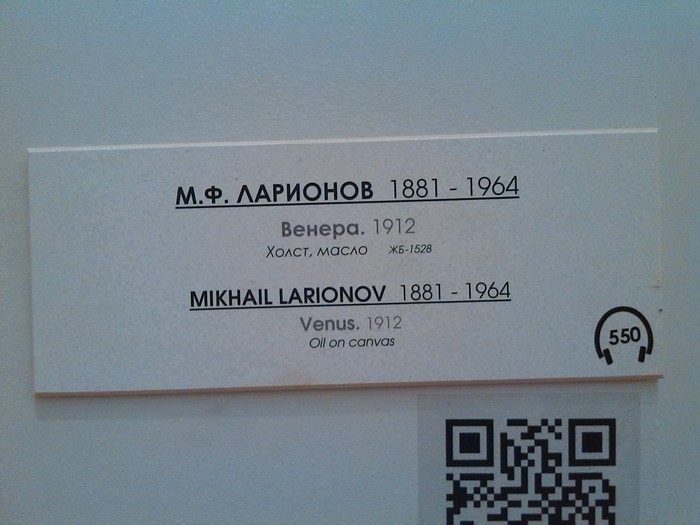 М.Ф. ЛАРИОНОВ 1881 - 1964
Венера. 1912
Холст, масло ЖБ-1528
MIKHAIL LARIONOV 1881 - 1964
Venus. 1912
Oil on canvas
550